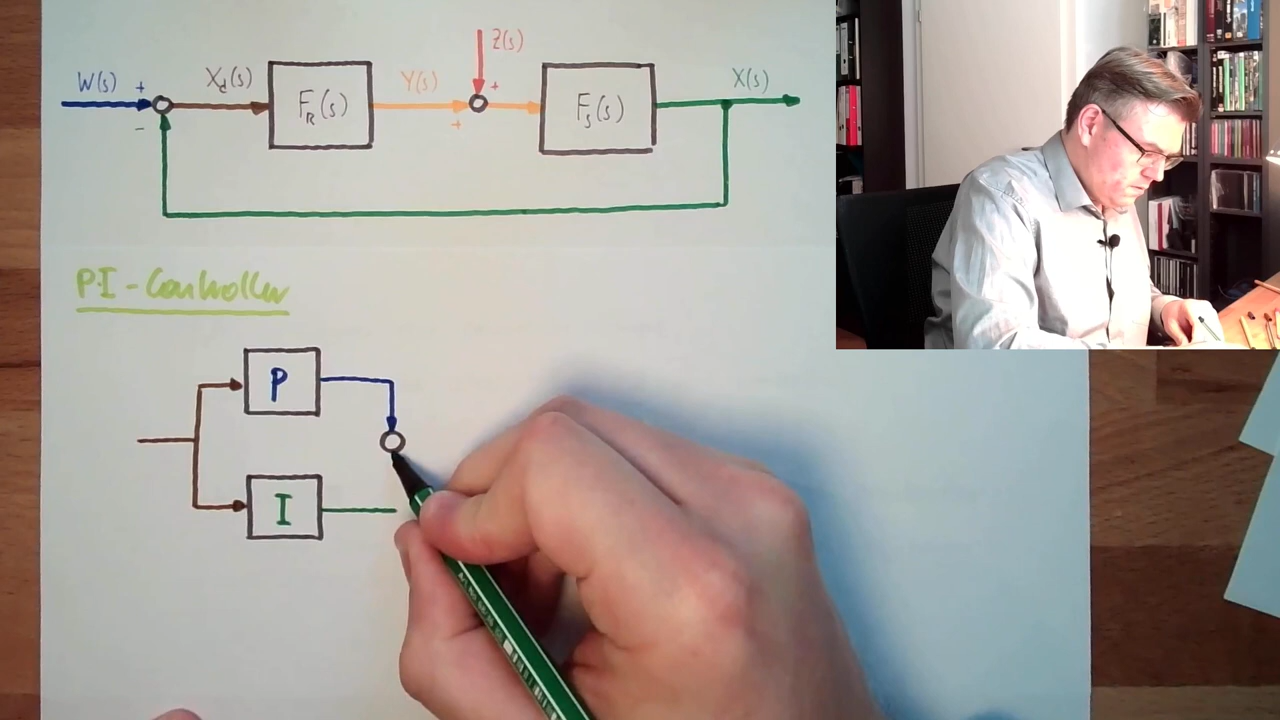 W(s) + X_d(s) F_R(s) Y(s) + Z(s) + F_S(s) X(s)
-
PI-Controller
P
I